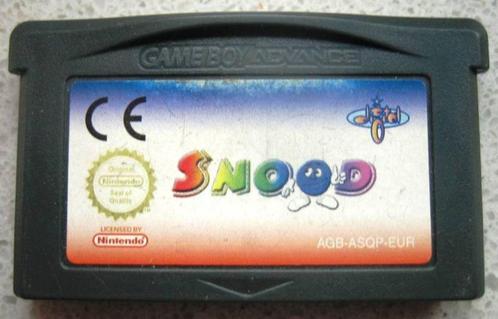 GAME BOY ADVANCE
CE
Original
Nintendo
Seal of
Quality
SNOOD
LICENSED BY
Nintendo
AGB-ASQP-EUR